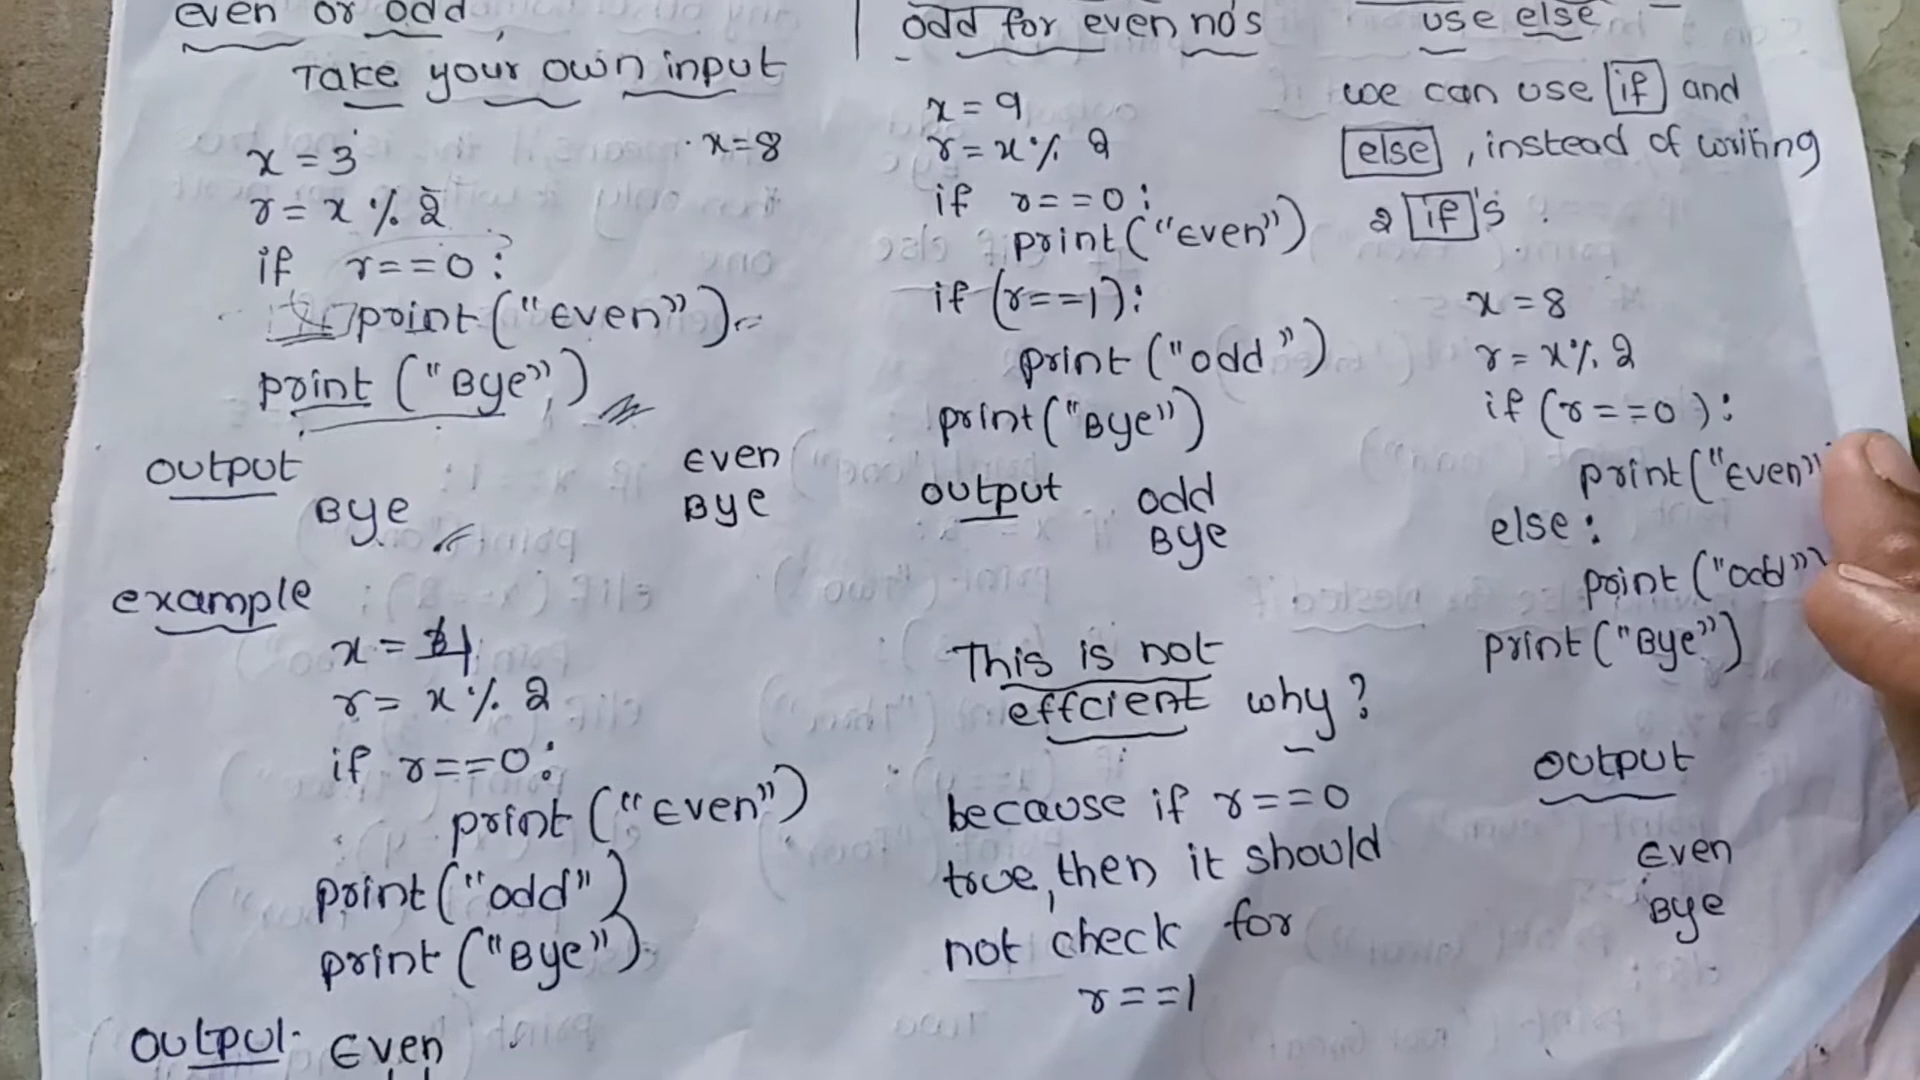 even or odd,
Take your own input
x = 3
x=8
r = x % 2
if r==0:
print("Even")
print ("Bye")
output
Bye
Even
Bye
example
x = 4
r = x % 2
if r==0:
print ("Even")
print("odd")
print ("Bye")
output Even
odd for even no's
x = 9
r = x % 2
if r==0:
print("Even")
if (r==1):
print ("odd")
print("Bye")
output odd
Bye
This is not
effcient why?
because if r==0
true, then it should
not check for
r==1
use else
we can use if and
else, instead of writing
2 if's.
x = 8
r = x % 2
if (r==0):
print("Even"
else:
print ("odd")
print("Bye")
output
Even
Bye